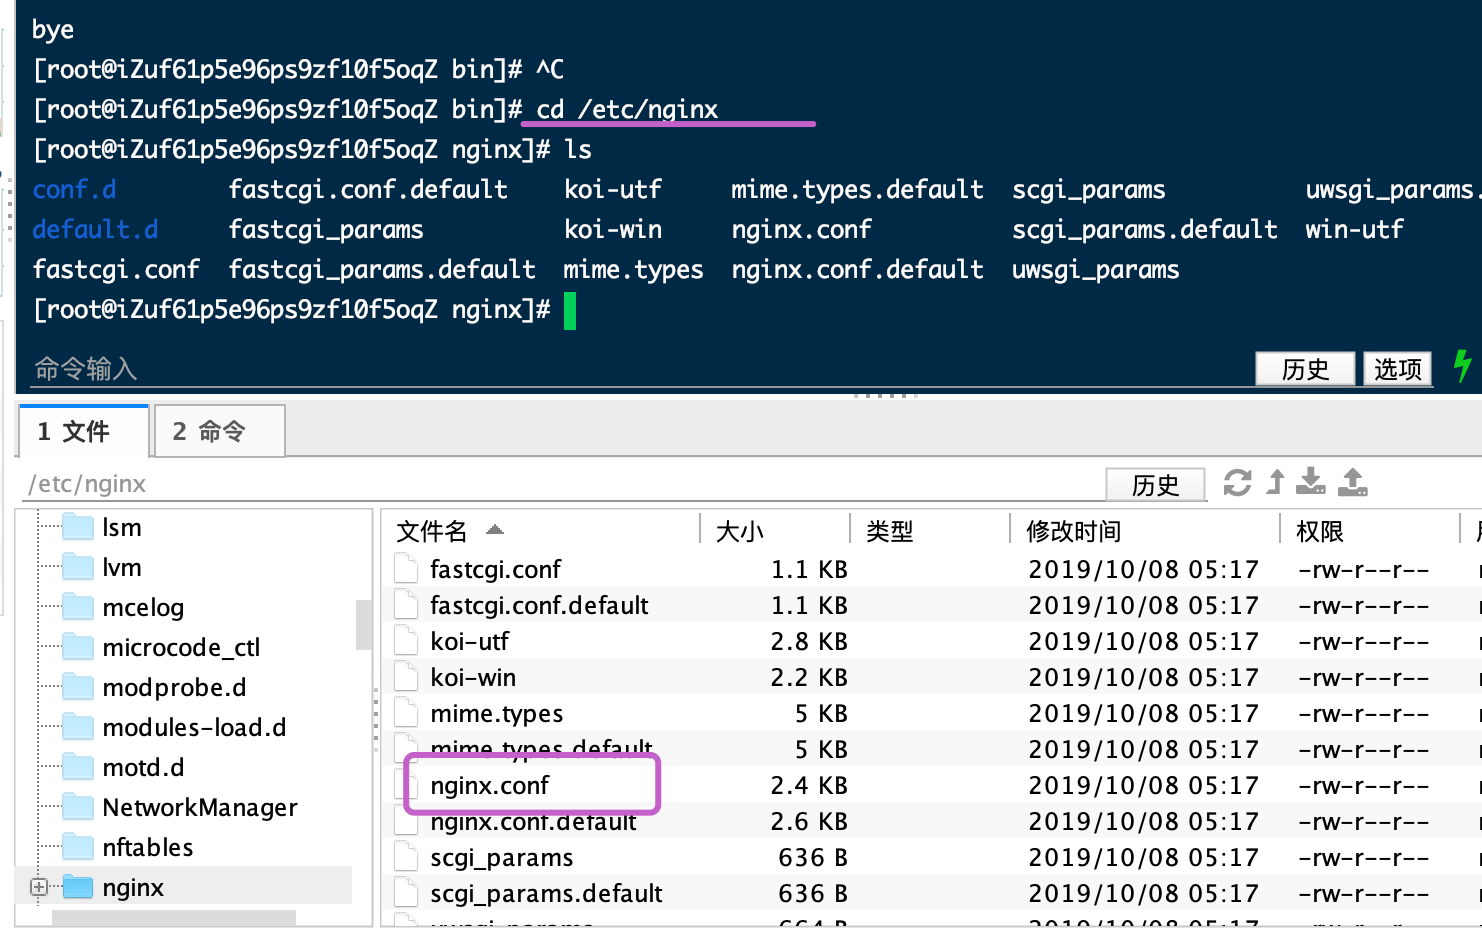 bye
[root@iZuf61p5e96ps9zf10f5oqZ bin]# ^C
[root@iZuf61p5e96ps9zf10f5oqZ bin]# cd /etc/nginx
[root@iZuf61p5e96ps9zf10f5oqZ nginx]# ls
conf.d fastcgi.conf.default koi-utf mime.types.default scgi_params uwsgi_params.
default.d fastcgi_params koi-win nginx.conf scgi_params.default win-utf
fastcgi.conf fastcgi_params.default mime.types nginx.conf.default uwsgi_params
[root@iZuf61p5e96ps9zf10f5oqZ nginx]#
命令输入 历史 选项
1 文件 2 命令
/etc/nginx 历史
lsm
lvm
mcelog
microcode_ctl
modprobe.d
modules-load.d
motd.d
NetworkManager
nftables
nginx
文件名 大小 类型 修改时间 权限
fastcgi.conf 1.1 KB 2019/10/08 05:17 -rw-r--r--
fastcgi.conf.default 1.1 KB 2019/10/08 05:17 -rw-r--r--
koi-utf 2.8 KB 2019/10/08 05:17 -rw-r--r--
koi-win 2.2 KB 2019/10/08 05:17 -rw-r--r--
mime.types 5 KB 2019/10/08 05:17 -rw-r--r--
mime.types.default 5 KB 2019/10/08 05:17 -rw-r--r--
nginx.conf 2.4 KB 2019/10/08 05:17 -rw-r--r--
nginx.conf.default 2.6 KB 2019/10/08 05:17 -rw-r--r--
scgi_params 636 B 2019/10/08 05:17 -rw-r--r--
scgi_params.default 636 B 2019/10/08 05:17 -rw-r--r--
uwsgi_params 664 B 2019/10/08 05:17 -rw-r--r--